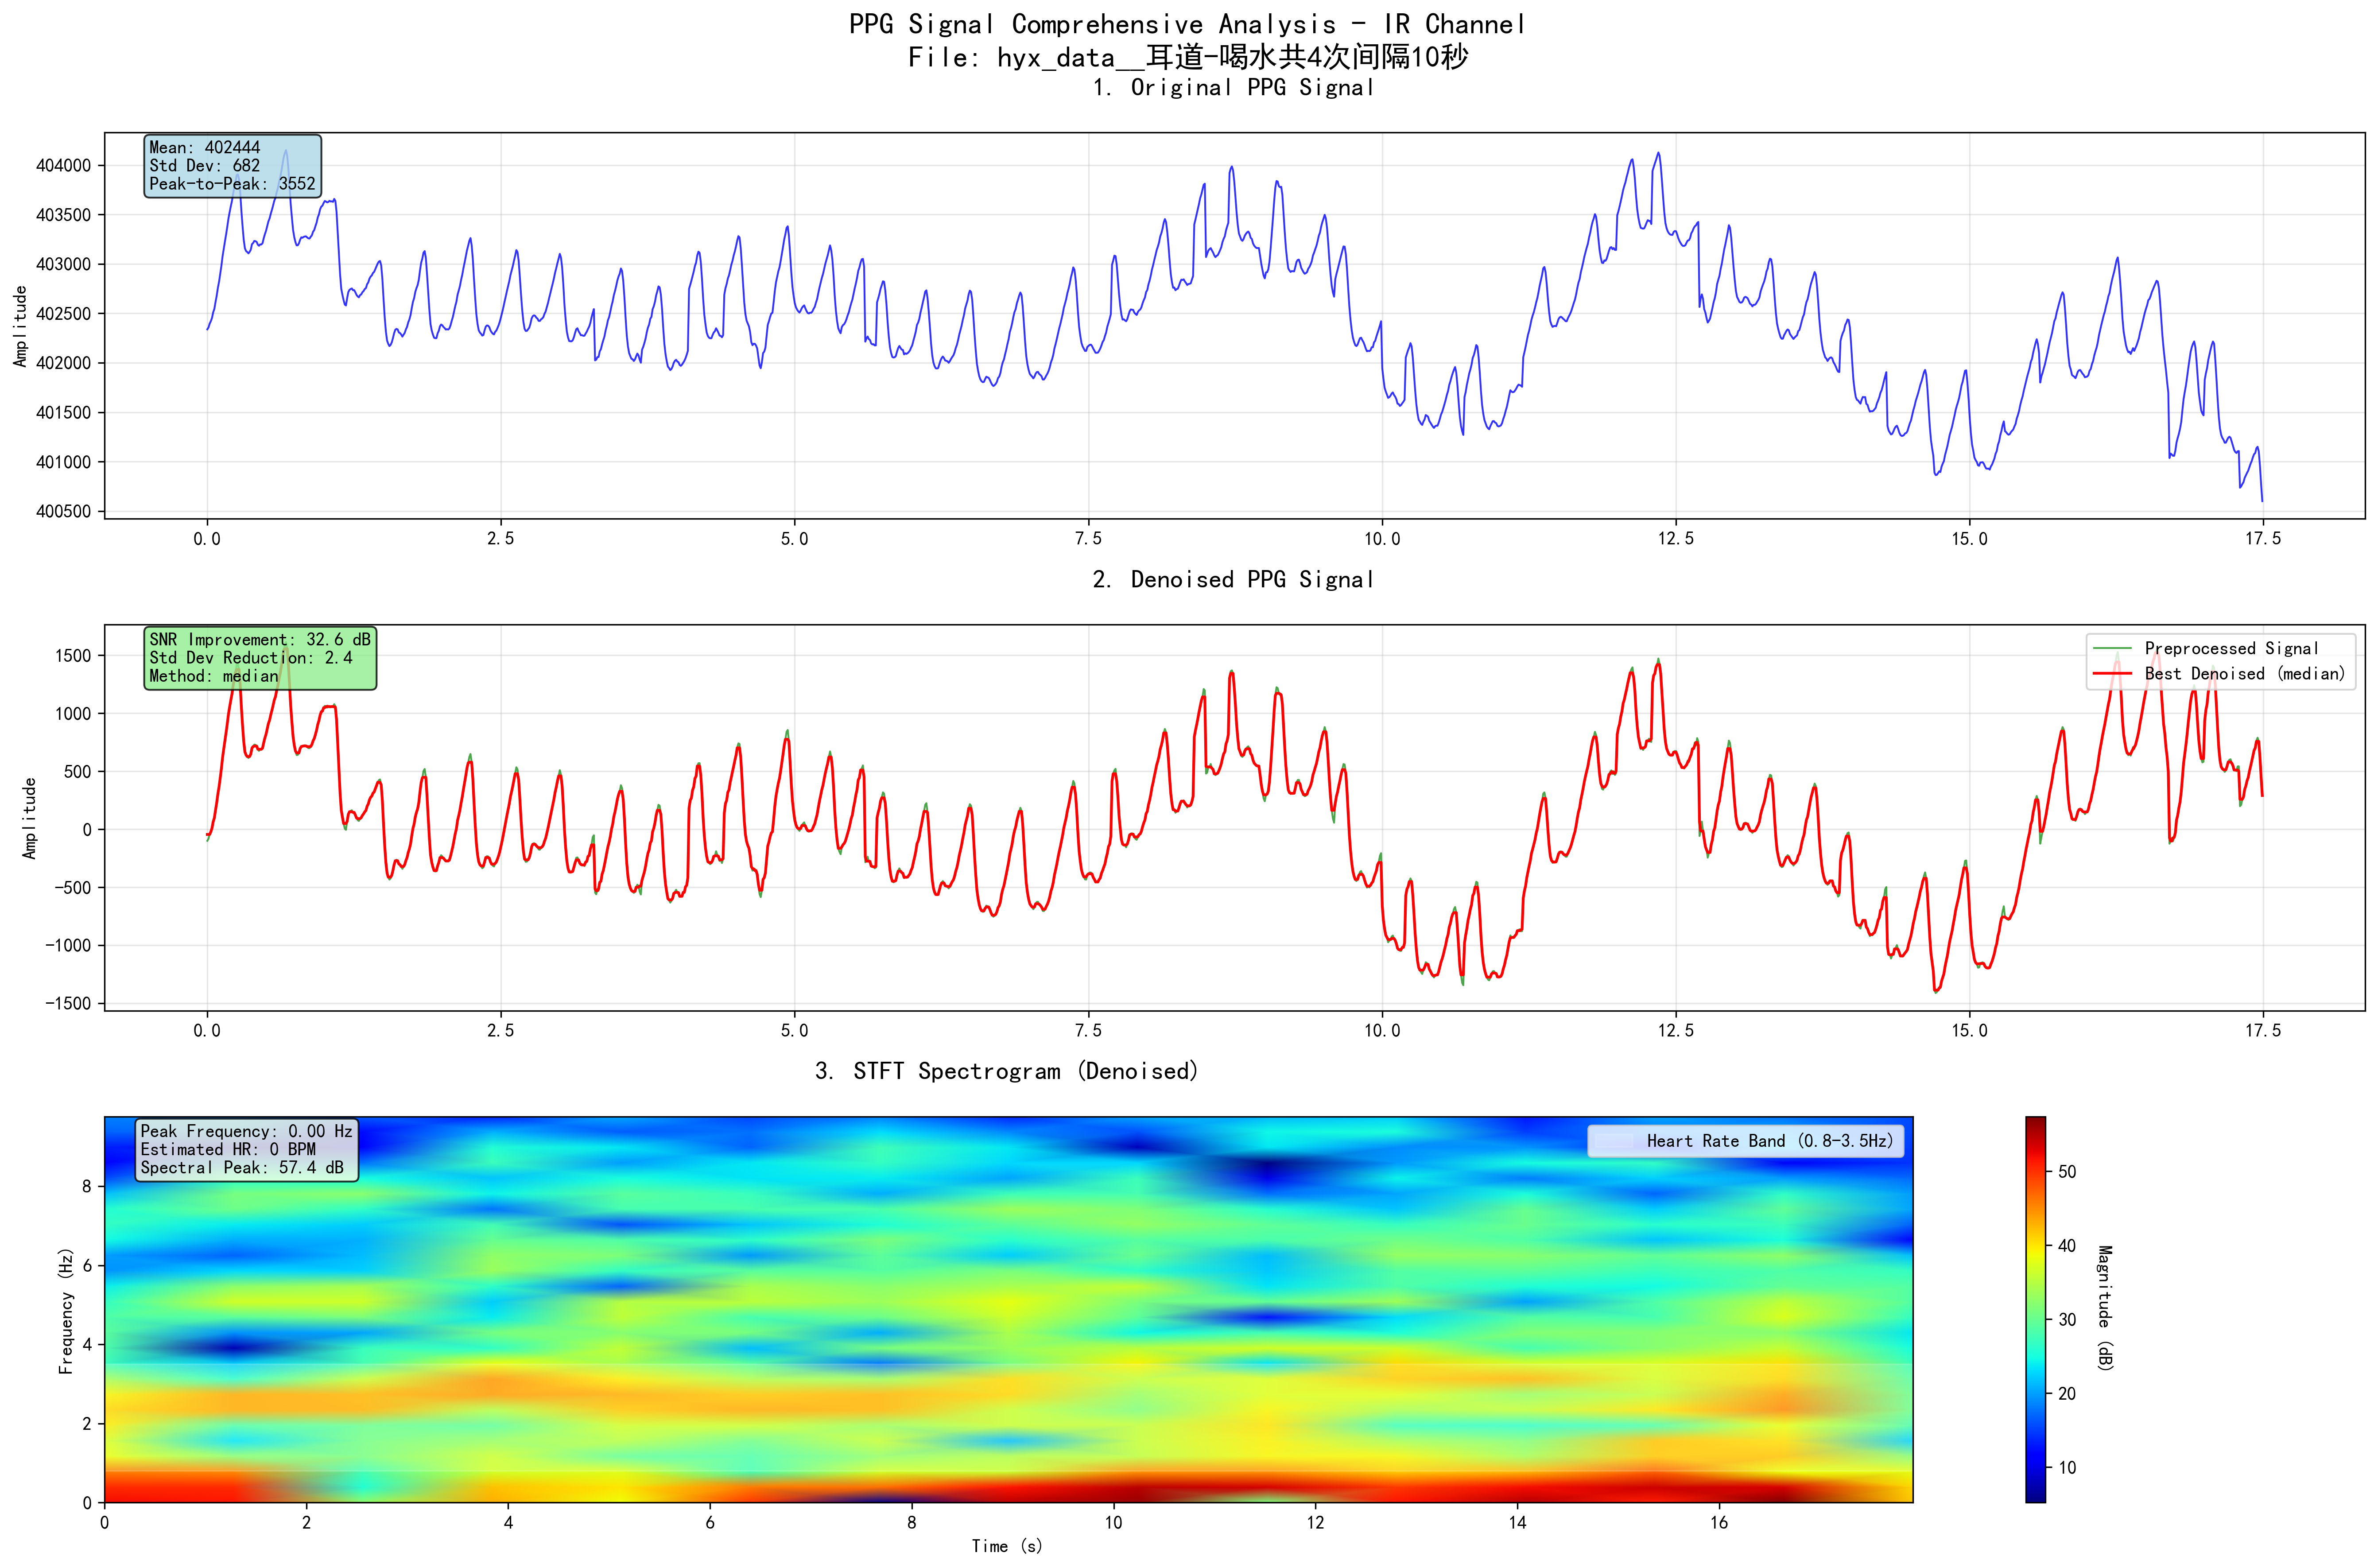 PPG Signal Comprehensive Analysis - IR Channel
File: hyx_data__耳道-喝水共4次间隔10秒
1. Original PPG Signal
Mean: 402444
Std Dev: 682
Peak-to-Peak: 3552
Amplitude
404000
403500
403000
402500
402000
401500
401000
400500
0.0
2.5
5.0
7.5
10.0
12.5
15.0
17.5
2. Denoised PPG Signal
SNR Improvement: 32.6 dB
Std Dev Reduction: 2.4
Method: median
Preprocessed Signal
Best Denoised (median)
Amplitude
1500
1000
500
0
-500
-1000
-1500
0.0
2.5
5.0
7.5
10.0
12.5
15.0
17.5
3. STFT Spectrogram (Denoised)
Peak Frequency: 0.00 Hz
Estimated HR: 0 BPM
Spectral Peak: 57.4 dB
Heart Rate Band (0.8-3.5Hz)
Frequency (Hz)
8
6
4
2
0
0
2
4
6
8
10
12
14
16
Time (s)
50
40
30
20
10
Magnitude (dB)